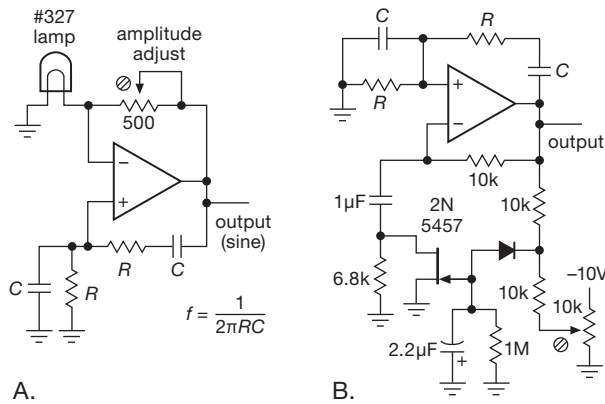 #327
lamp
amplitude
adjust
500
−
+
output
(sine)
R
C
C
R
f = 1
2πRC
A.
C
R
R
C
+
−
output
10k
1µF
2N
5457
10k
6.8k
10k
−10V
10k
2.2µF
+
1M
B.